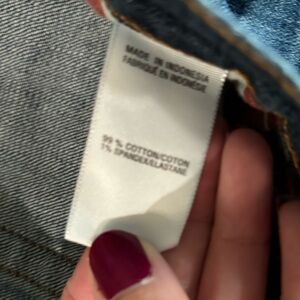 MADE IN INDONESIA
FABRIQUÉ EN INDONÉSIE
99 % COTTON/COTON
1% SPANDEX/ELASTANE